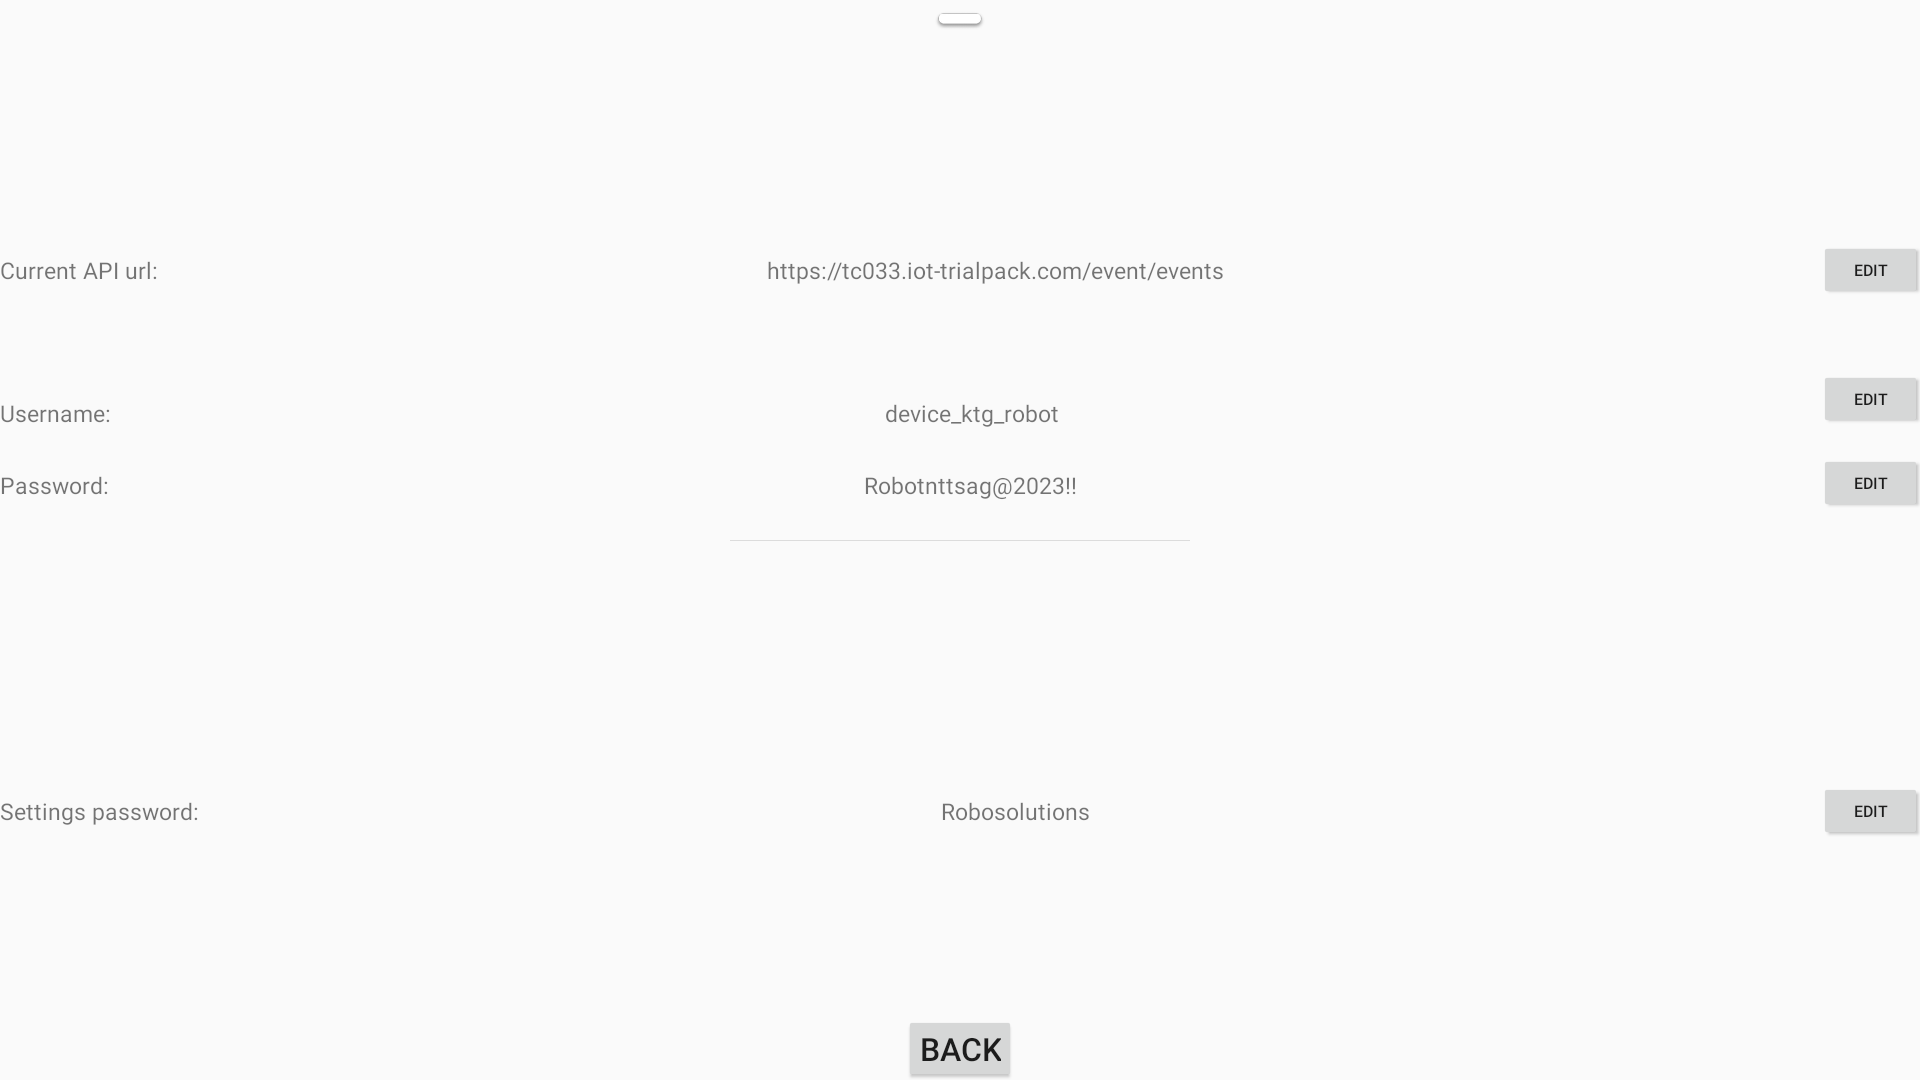 Current API url: https://tc033.iot-trialpack.com/event/events EDIT
Username: device_ktg_robot EDIT
Password: Robotnttsag@2023!! EDIT
Settings password: Robosolutions EDIT
BACK